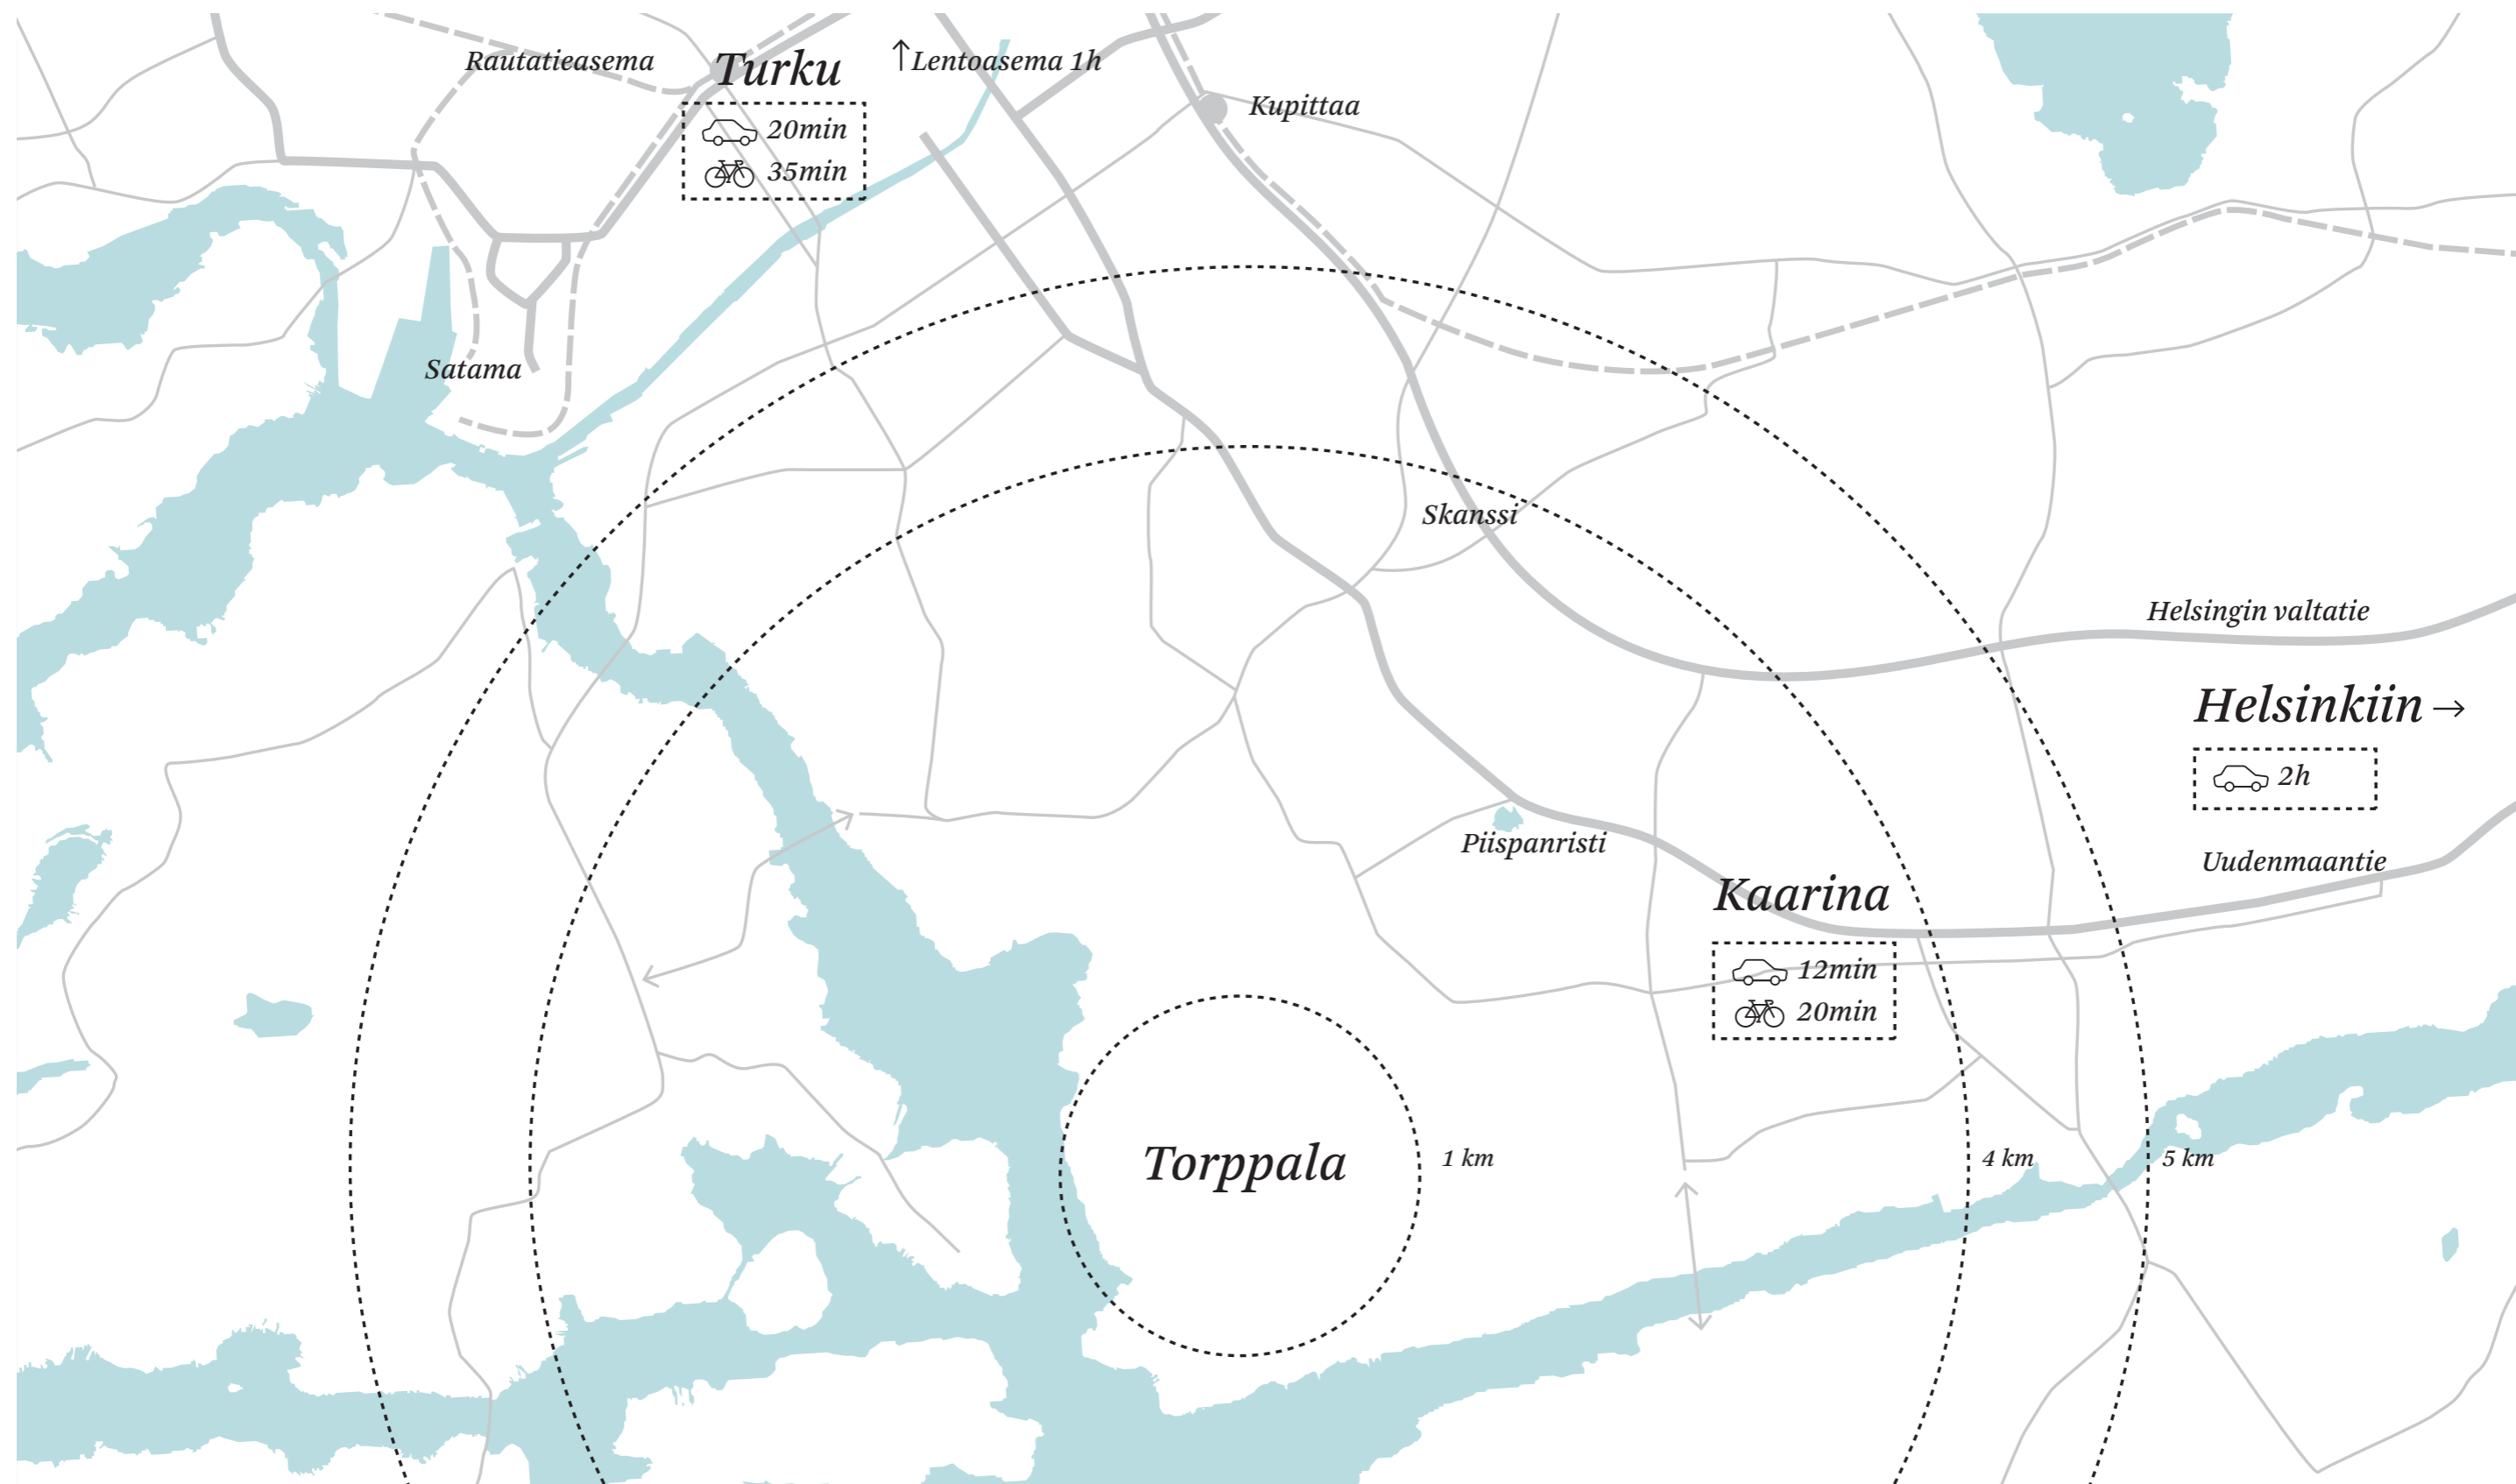 Rautatieasema
Turku
↑Lentoasema 1h
20min
35min
Kupittaa
Satama
Skanssi
Helsingin valtatie
Helsinkiin→
2h
Piispanristi
Uudenmaantie
Kaarina
12min
20min
Torppala
1 km
4 km
5 km